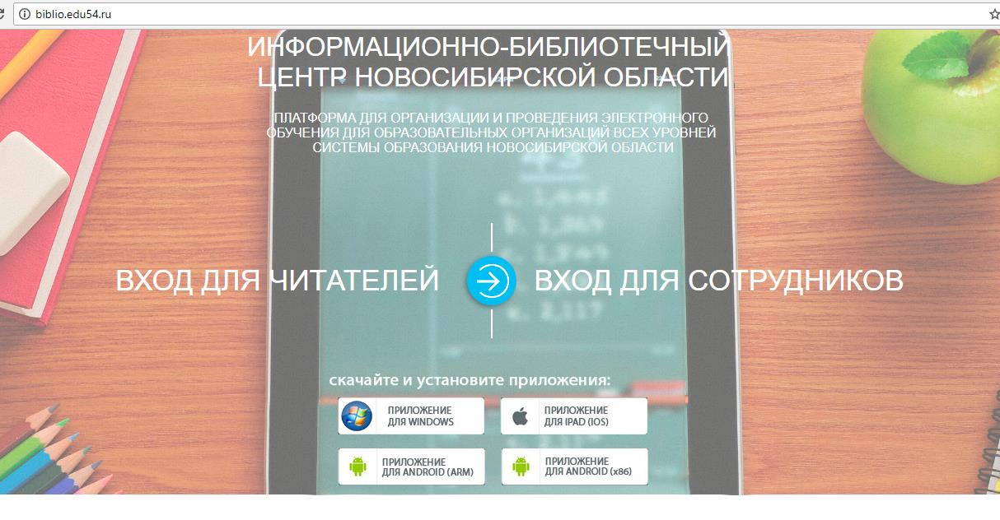 biblio.edu54.ru
ИНФОРМАЦИОННО-БИБЛИОТЕЧНЫЙ
ЦЕНТР НОВОСИБИРСКОЙ ОБЛАСТИ
ПЛАТФОРМА ДЛЯ ОРГАНИЗАЦИИ И ПРОВЕДЕНИЯ ЭЛЕКТРОННОГО
ОБУЧЕНИЯ ДЛЯ ОБРАЗОВАТЕЛЬНЫХ ОРГАНИЗАЦИЙ ВСЕХ УРОВНЕЙ
СИСТЕМЫ ОБРАЗОВАНИЯ НОВОСИБИРСКОЙ ОБЛАСТИ
ВХОД ДЛЯ ЧИТАТЕЛЕЙ
ВХОД ДЛЯ СОТРУДНИКОВ
скачайте и установите приложения:
ПРИЛОЖЕНИЕ
ДЛЯ WINDOWS
ПРИЛОЖЕНИЕ
ДЛЯ IPAD (IOS)
ПРИЛОЖЕНИЕ
ДЛЯ ANDROID (ARM)
ПРИЛОЖЕНИЕ
ДЛЯ ANDROID (x86)